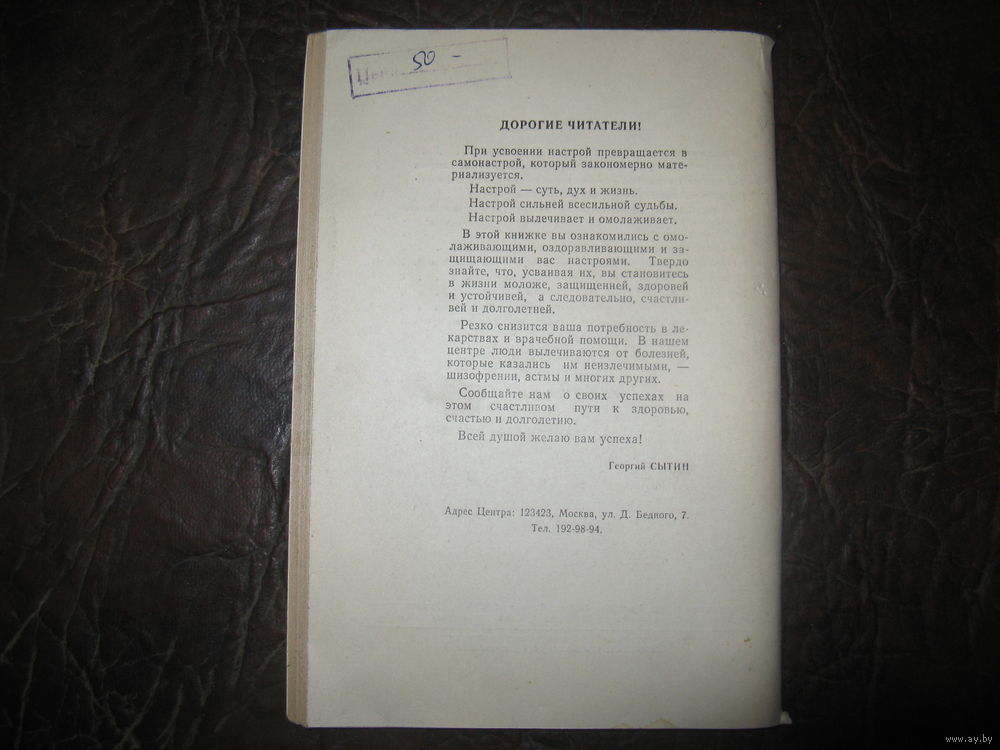 50 -
Цена
ДОРОГИЕ ЧИТАТЕЛИ!
При усвоении настрой превращается в
самонастрой, который закономерно мате-
риализуется.
Настрой — суть, дух и жизнь.
Настрой сильней всесильной судьбы.
Настрой вылечивает и омолаживает.
В этой книжке вы ознакомились с омо-
лаживающими, оздоравливающими и за-
щищающими вас настроями. Твердо
знайте, что, усваивая их, вы становитесь
в жизни моложе, защищенней, здоровей
и устойчивей, а следовательно, счастли-
вей и долголетней.
Резко снизится ваша потребность в ле-
карствах и врачебной помощи. В нашем
центре люди вылечиваются от болезней,
которые казались им неизлечимыми, —
шизофрении, астмы и многих других.
Сообщайте нам о своих успехах на
этом счастливом пути к здоровью,
счастью и долголетию.
Всей душой желаю вам успеха!
Георгий СЫТИН
Адрес Центра: 123423, Москва, ул. Д. Бедного, 7.
Тел. 192-98-94.
www.ay.by